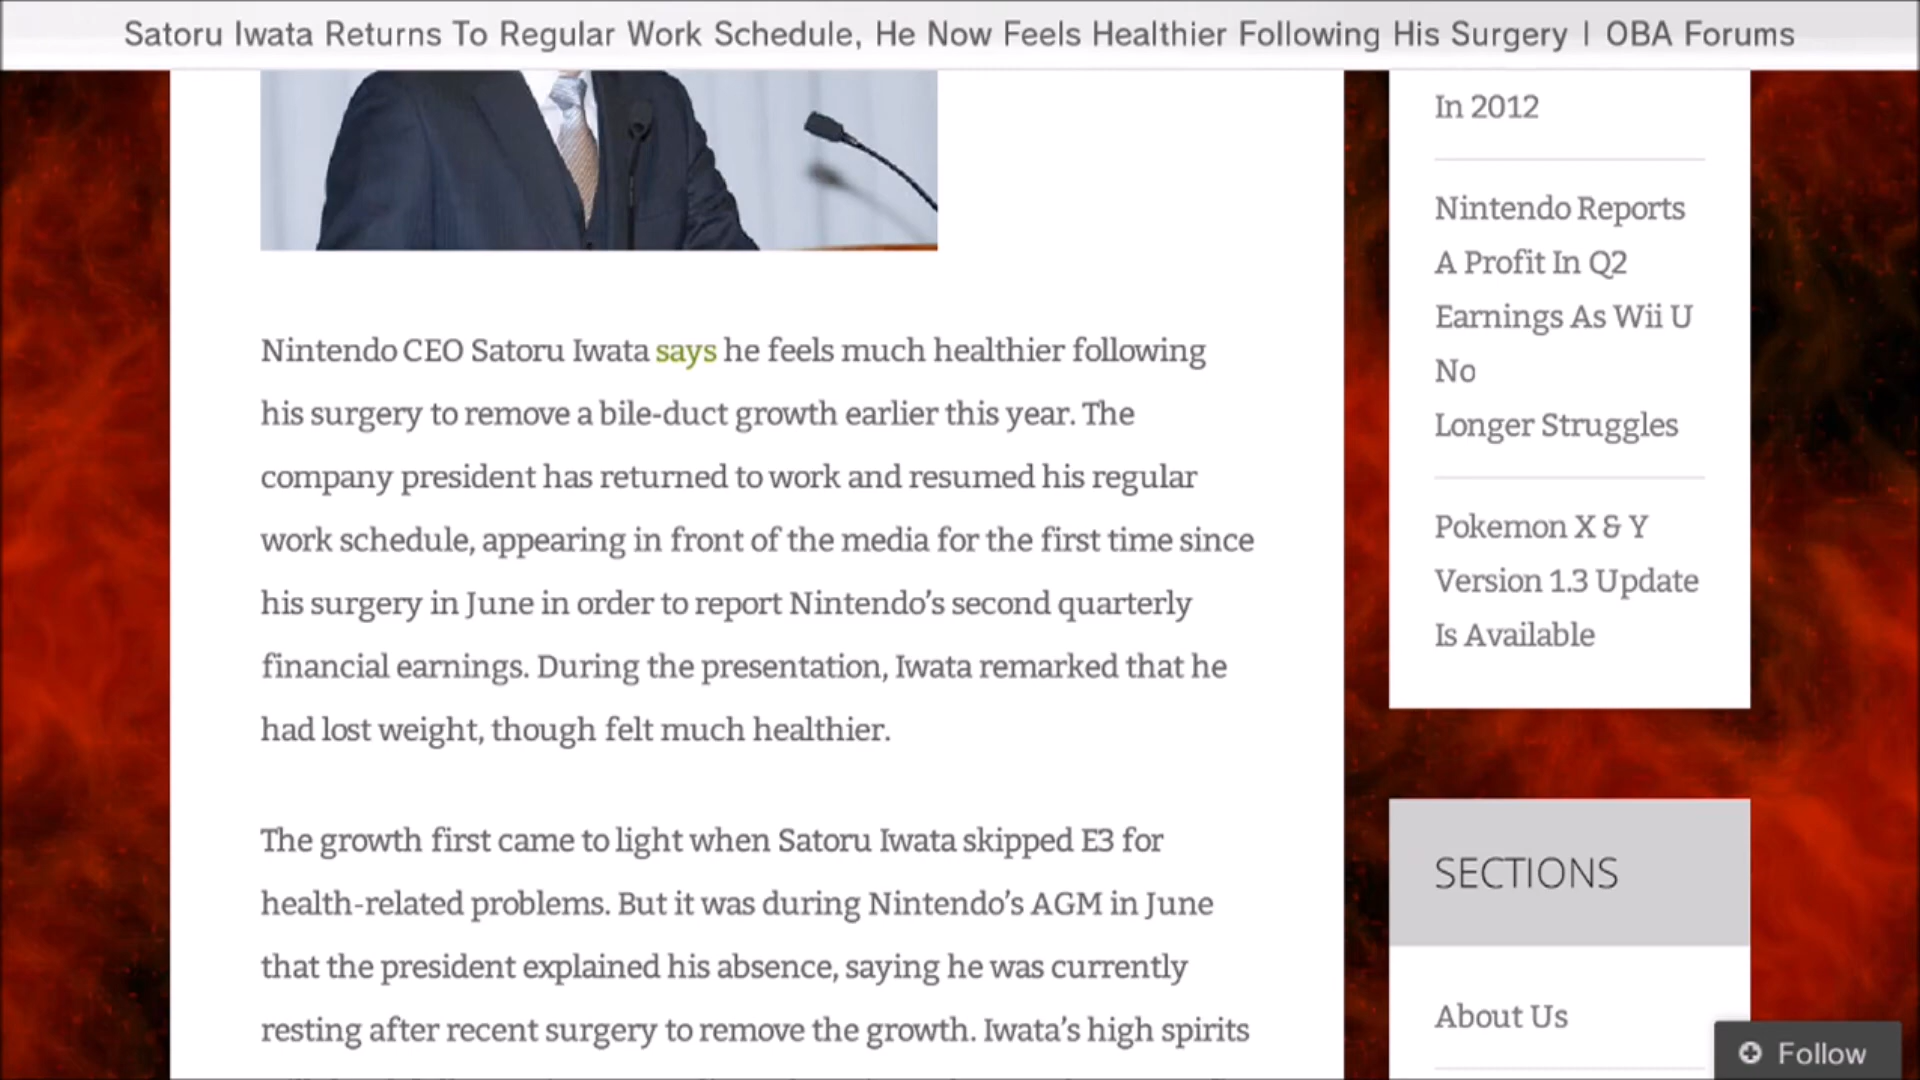 Satoru Iwata Returns To Regular Work Schedule, He Now Feels Healthier Following His Surgery | OBA Forums
Nintendo CEO Satoru Iwata says he feels much healthier following
his surgery to remove a bile-duct growth earlier this year. The
company president has returned to work and resumed his regular
work schedule, appearing in front of the media for the first time since
his surgery in June in order to report Nintendo’s second quarterly
financial earnings. During the presentation, Iwata remarked that he
had lost weight, though felt much healthier.
The growth first came to light when Satoru Iwata skipped E3 for
health-related problems. But it was during Nintendo’s AGM in June
that the president explained his absence, saying he was currently
resting after recent surgery to remove the growth. Iwata’s high spirits
In 2012
Nintendo Reports
A Profit In Q2
Earnings As Wii U
No
Longer Struggles
Pokemon X & Y
Version 1.3 Update
Is Available
SECTIONS
About Us
Follow